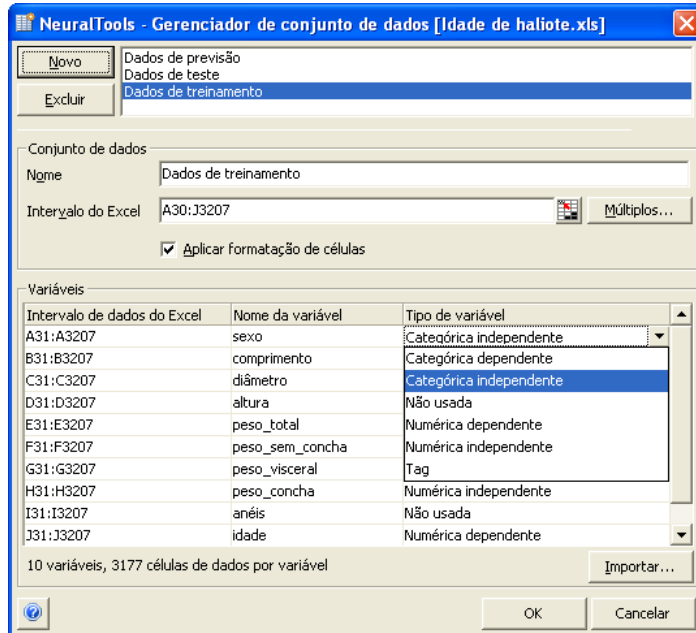 NeuralTools - Gerenciador de conjunto de dados [Idade de haliote.xls]
Novo
Excluir
Dados de previsão
Dados de teste
Dados de treinamento
Conjunto de dados
Nome
Dados de treinamento
Intervalo do Excel
A30:J3207
Múltiplos...
Aplicar formatação de células
Variáveis
Intervalo de dados do Excel Nome da variável Tipo de variável
A31:A3207 sexo Categórica independente
B31:B3207 comprimento Categórica dependente
C31:C3207 diâmetro Categórica independente
D31:D3207 altura Não usada
E31:E3207 peso_total Numérica dependente
F31:F3207 peso_sem_concha Numérica independente
G31:G3207 peso_visceral Tag
H31:H3207 peso_concha Numérica independente
I31:I3207 anéis Não usada
J31:J3207 idade Numérica dependente
10 variáveis, 3177 células de dados por variável
Importar...
OK
Cancelar